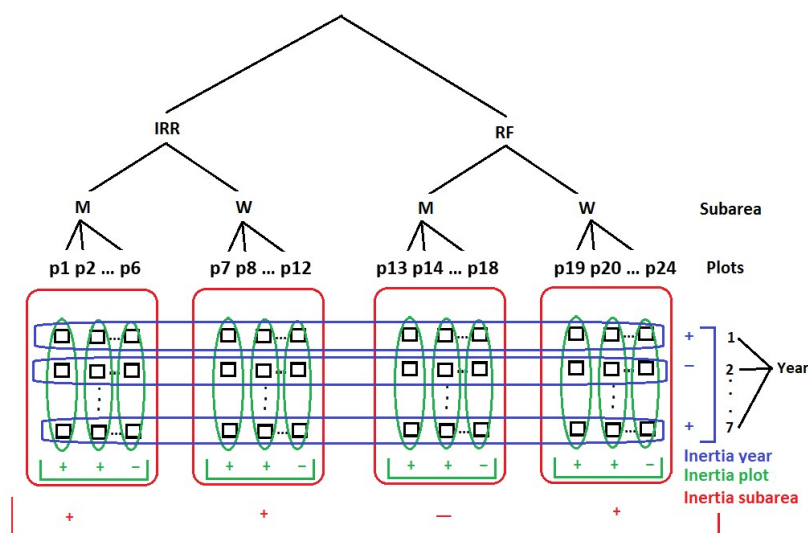 IRR RF
M W M W Subarea
p1 p2 ... p6 p7 p8 ... p12 p13 p14 ... p18 p19 p20 ... p24 Plots
+ 1
− 2 Year
+ 7
Inertia year
+ + − + + − + + − + + − Inertia plot
Inertia subarea
+ + — +